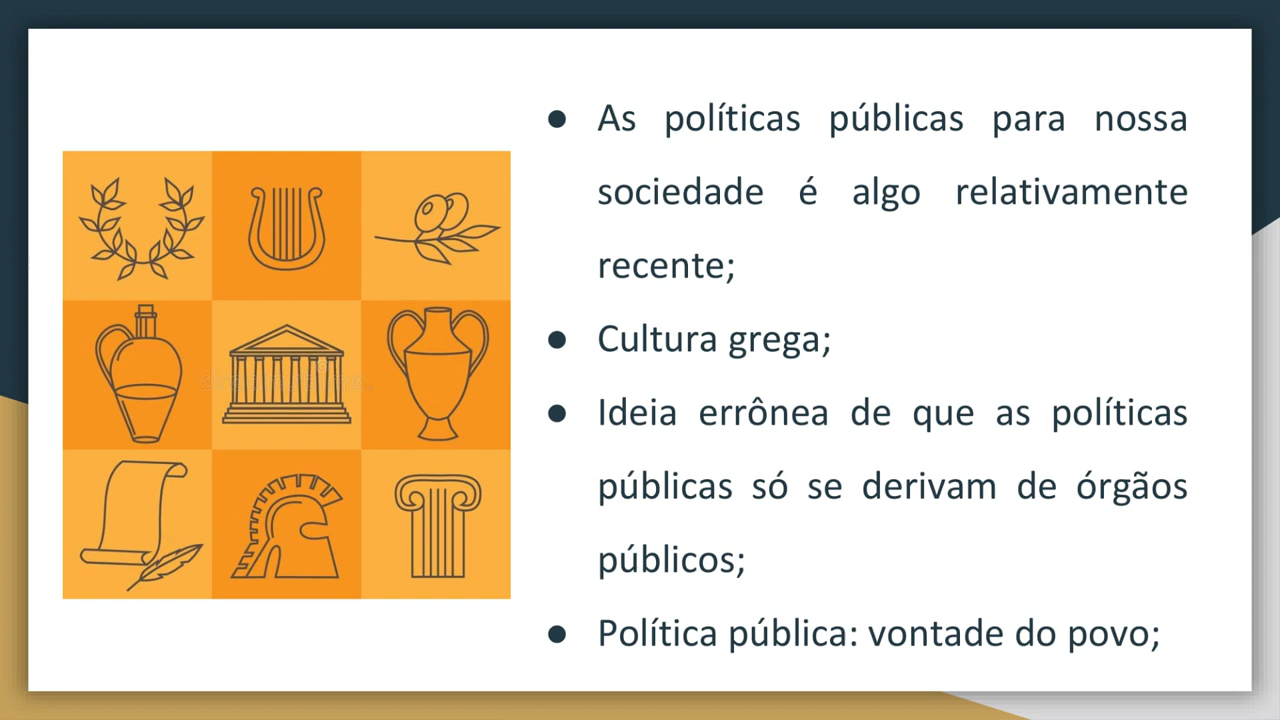 ● As políticas públicas para nossa
sociedade é algo relativamente
recente;
● Cultura grega;
● Ideia errônea de que as políticas
públicas só se derivam de órgãos
públicos;
● Política pública: vontade do povo;